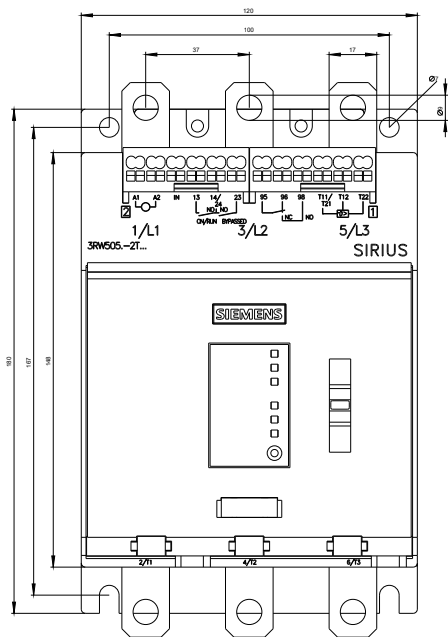 120
100
37 17
Ø7
Ø9
A1 A2 IN 13 14/ 23 95 96 98 T11/ T12 T22
24 T21
NO NO NC NO
2 ON/RUN BYPASSED 1
1/L1 3/L2 5/L3
3RW505.-2T... SIRIUS
SIEMENS
180
167
148
2/T1 4/T2 6/T3